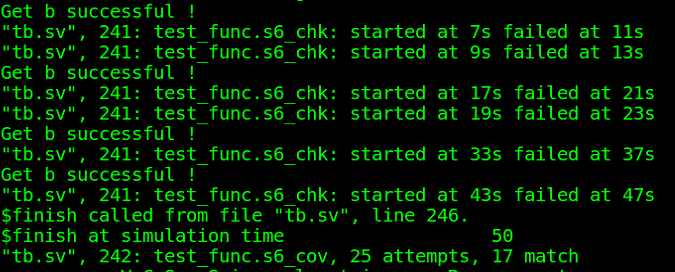 Get b successful !
"tb.sv", 241: test_func.s6_chk: started at 7s failed at 11s
"tb.sv", 241: test_func.s6_chk: started at 9s failed at 13s
Get b successful !
"tb.sv", 241: test_func.s6_chk: started at 17s failed at 21s
"tb.sv", 241: test_func.s6_chk: started at 19s failed at 23s
Get b successful !
"tb.sv", 241: test_func.s6_chk: started at 33s failed at 37s
Get b successful !
"tb.sv", 241: test_func.s6_chk: started at 43s failed at 47s
$finish called from file "tb.sv", line 246.
$finish at simulation time                   50
"tb.sv", 242: test_func.s6_cov, 25 attempts, 17 match